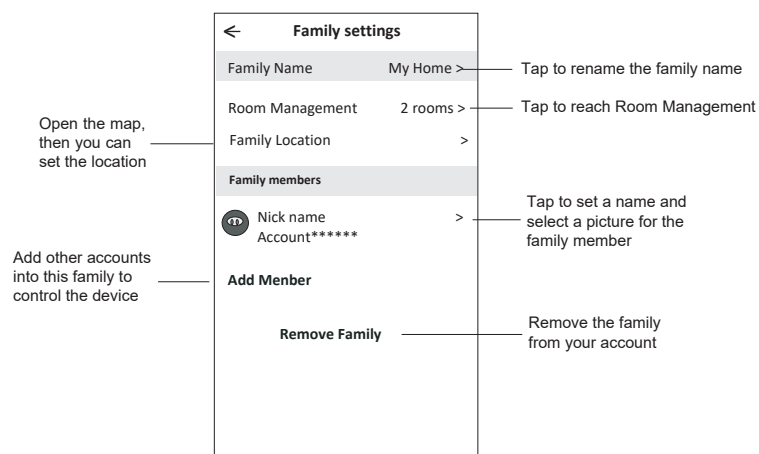 ← Family settings
Family Name My Home >
Tap to rename the family name
Room Management 2 rooms >
Tap to reach Room Management
Open the map,
then you can
set the location
Family Location >
Family members
Nick name >
Account******
Tap to set a name and
select a picture for the
family member
Add other accounts
into this family to
control the device
Add Menber
Remove Family
Remove the family
from your account